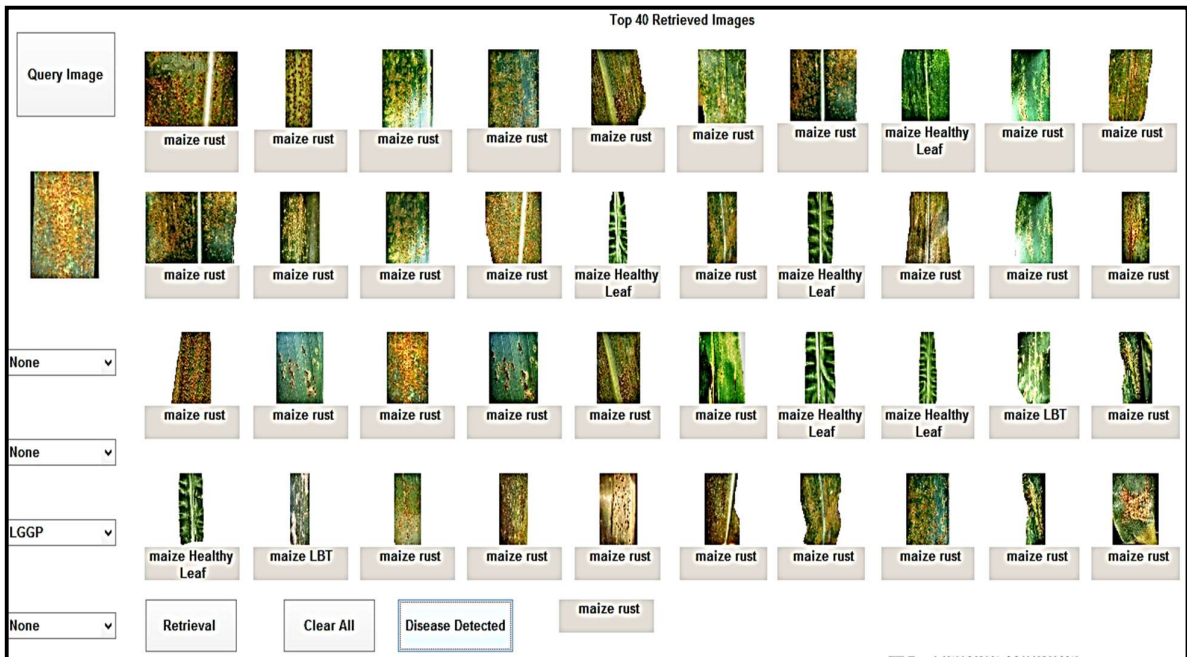 Top 40 Retrieved Images
Query Image
maize rust
maize rust
maize rust
maize rust
maize rust
maize rust
maize rust
maize Healthy
Leaf
maize rust
maize rust
maize rust
maize rust
maize rust
maize rust
maize Healthy
Leaf
maize rust
maize Healthy
Leaf
maize rust
maize rust
maize rust
None
maize rust
maize rust
maize rust
maize rust
maize rust
maize rust
maize Healthy
Leaf
maize Healthy
Leaf
maize LBT
maize rust
None
LGGP
maize Healthy
Leaf
maize LBT
maize rust
maize rust
maize rust
maize rust
maize rust
maize rust
maize rust
maize rust
None
Retrieval
Clear All
Disease Detected
maize rust